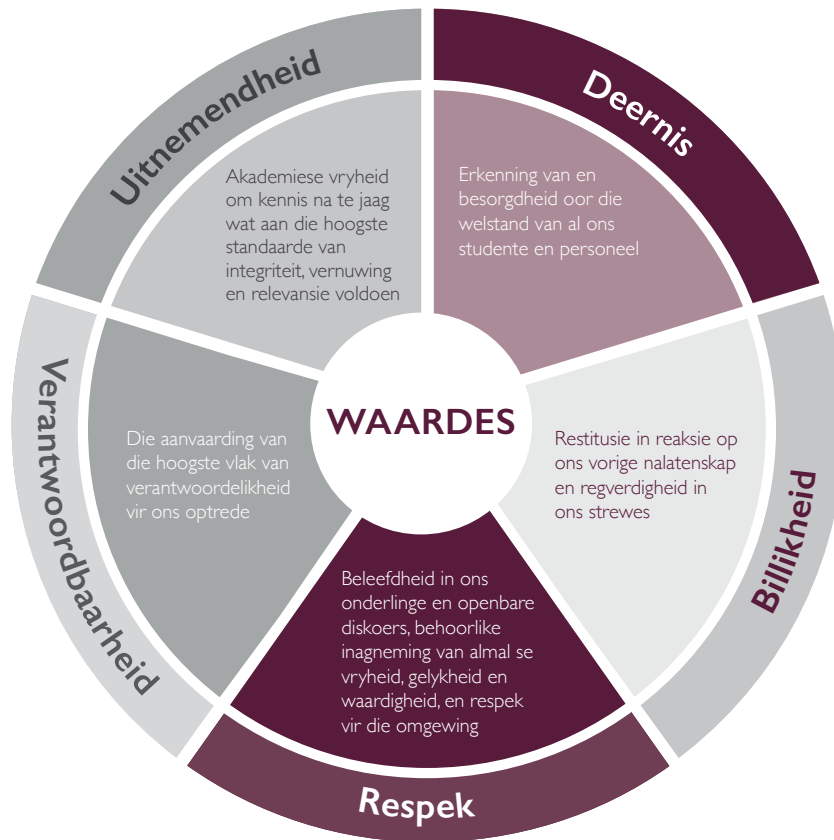 Uitnemendheid
Akademiese vryheid
om kennis na te jaag
wat aan die hoogste
standaarde van
integriteit, vernuwing
en relevansie voldoen
Deernis
Erkenning van en
besorgdheid oor die
welstand van al ons
studente en personeel
WAARDES
Verantwoordbaarheid
Die aanvaarding van
die hoogste vlak van
verantwoordelikheid
vir ons optrede
Billikheid
Restitusie in reaksie op
ons vorige nalatenskap
en regverdigheid in
ons strewes
Beleefdheid in ons
onderlinge en openbare
diskoers, behoorlike
inagneming van almal se
vryheid, gelykheid en
waardigheid, en respek
vir die omgewing
Respek